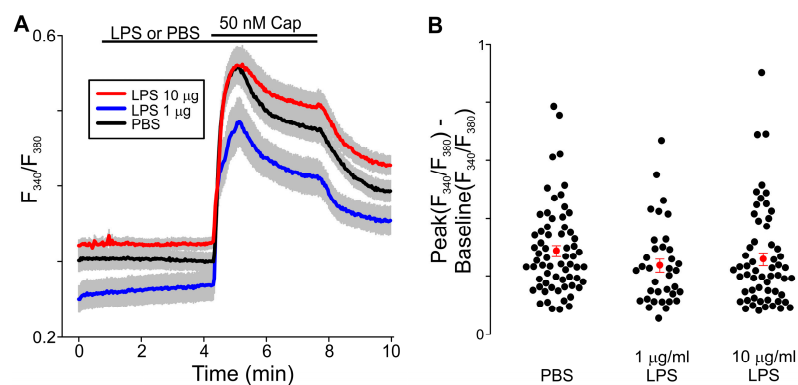 A
50 nM Cap
LPS or PBS
0.6
LPS 10 μg
LPS 1 μg
PBS
F340/F380
0.2
0 2 4 6 8 10
Time (min)
B
1
Peak(F340/F380) -
Baseline(F340/F380)
0
PBS
1 μg/ml
LPS
10 μg/ml
LPS